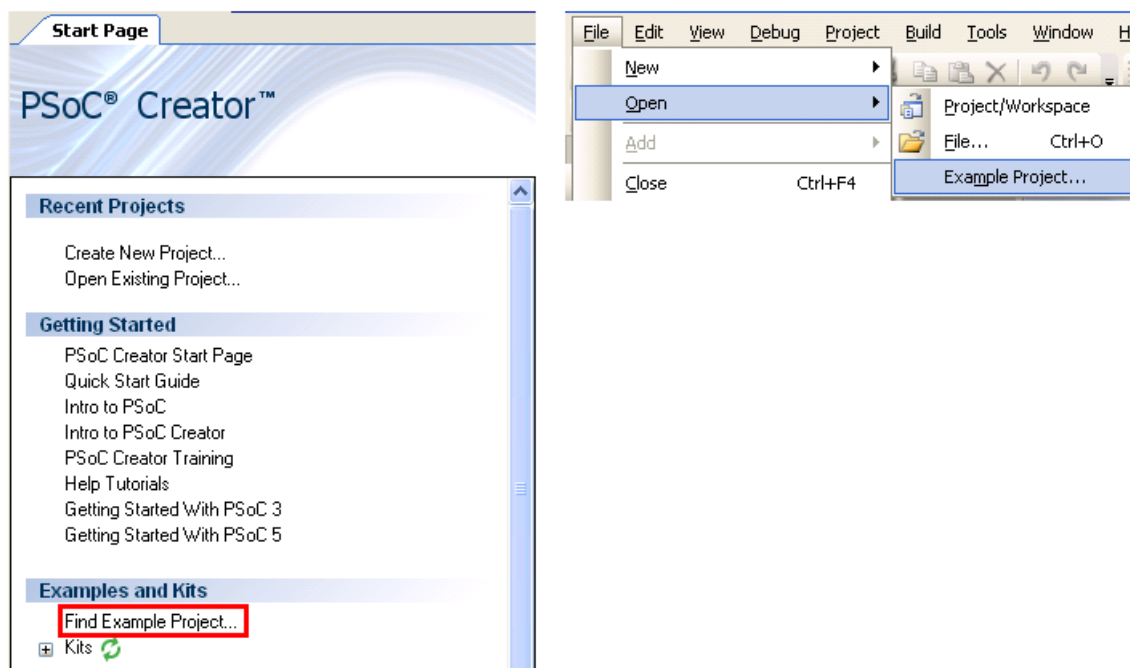 Start Page
PSoC® Creator™
Recent Projects
Create New Project...
Open Existing Project...
Getting Started
PSoC Creator Start Page
Quick Start Guide
Intro to PSoC
Intro to PSoC Creator
PSoC Creator Training
Help Tutorials
Getting Started With PSoC 3
Getting Started With PSoC 5
Examples and Kits
Find Example Project...
Kits
File Edit View Debug Project Build Tools Window H
New
Open
Project/Workspace
Add
File... Ctrl+O
Close Ctrl+F4
Example Project...